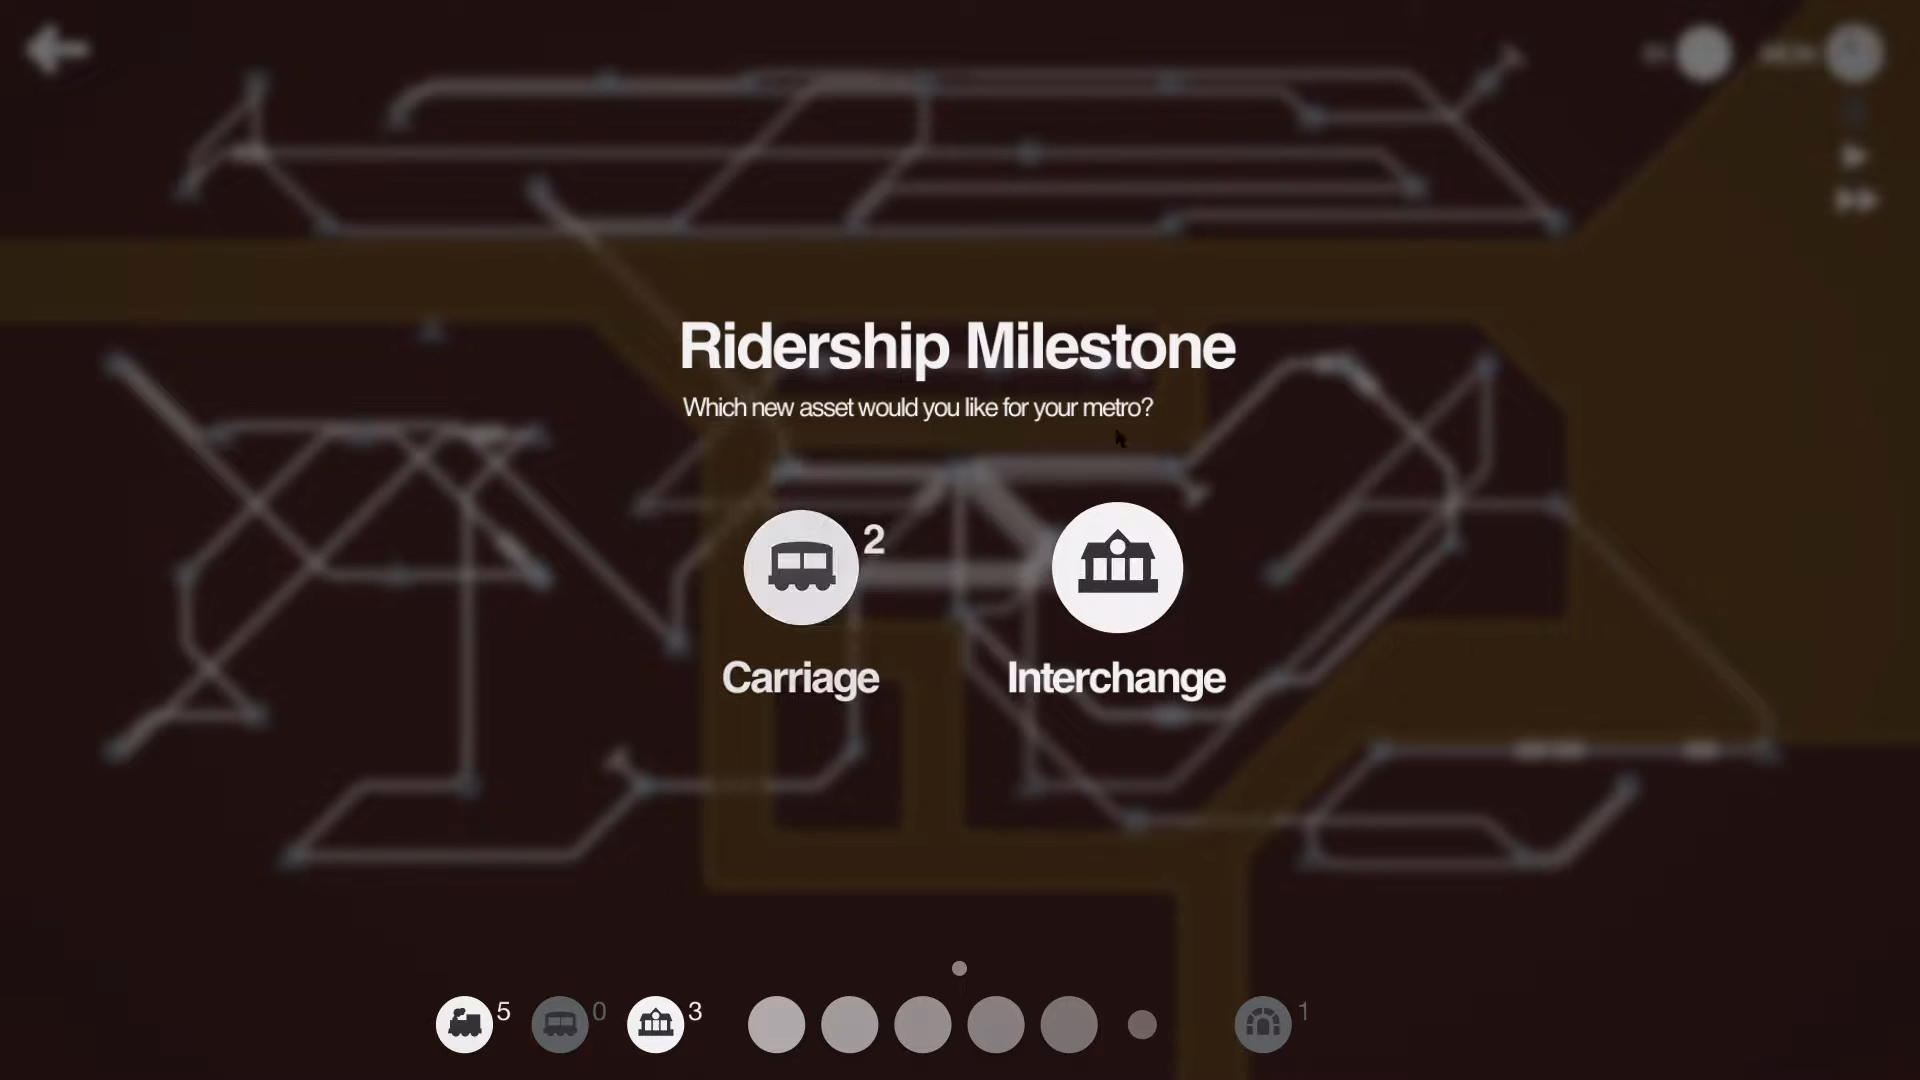 Ridership Milestone
Which new asset would you like for your metro?
2
Carriage
Interchange
5
0
3
1